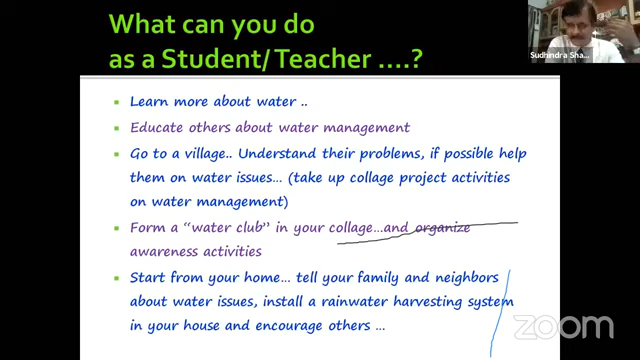 What can you do
as a Student/ Teacher ....?
Sudhindra Sha...
Learn more about water ..
Educate others about water management
Go to a village.. Understand their problems, if possible help
them on water issues... (take up collage project activities
on water management)
Form a “water club” in your collage...and organize
awareness activities
Start from your home... tell your family and neighbors
about water issues, install a rainwater harvesting system
in your house and encourage others ...
zoom